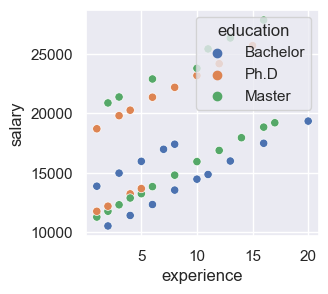 education
Bachelor
Ph.D
Master
25000
20000
15000
10000
salary
5
10
15
20
experience